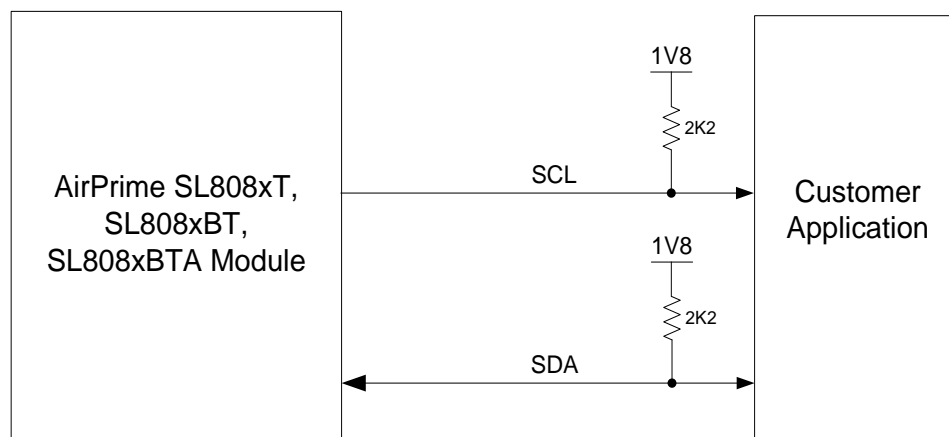 1V8
2K2
SCL
AirPrime SL808xT,
SL808xBT,
SL808xBTA Module
Customer
Application
1V8
2K2
SDA